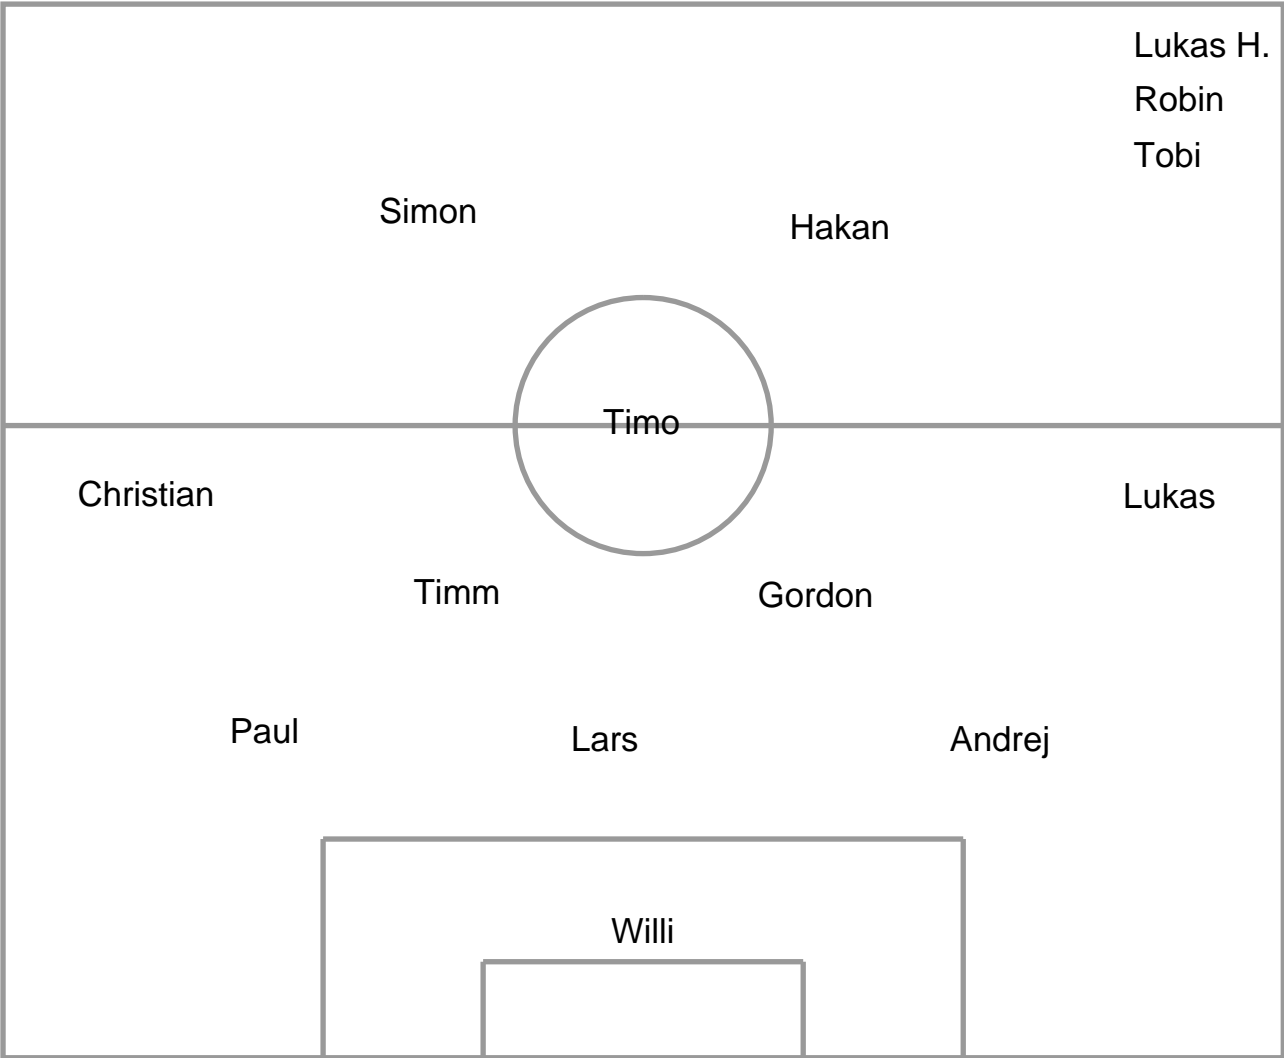 Lukas H.
Robin
Tobi
Simon
Hakan
Timo
Christian
Lukas
Timm
Gordon
Paul
Lars
Andrej
Willi